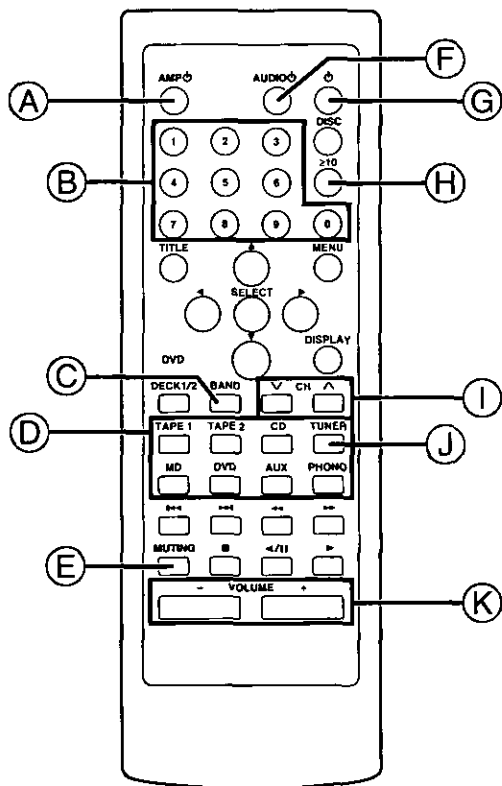 F
AMP⏻ AUDIO⏻ ⏻
A G
DISC
1 2 3
≥10
B 4 5 6 H
7 8 9 0
TITLE MENU
▲
◀ SELECT ▶
▼
DISPLAY
DVD
C DECK1/2 BAND ∨ CH ∧ I
D TAPE 1 TAPE 2 CD TUNER J
MD DVD AUX PHONO
|◀◀ ▶▶| ◀◀ ▶▶
E MUTING ■ ◀/II ▶
− VOLUME +
K